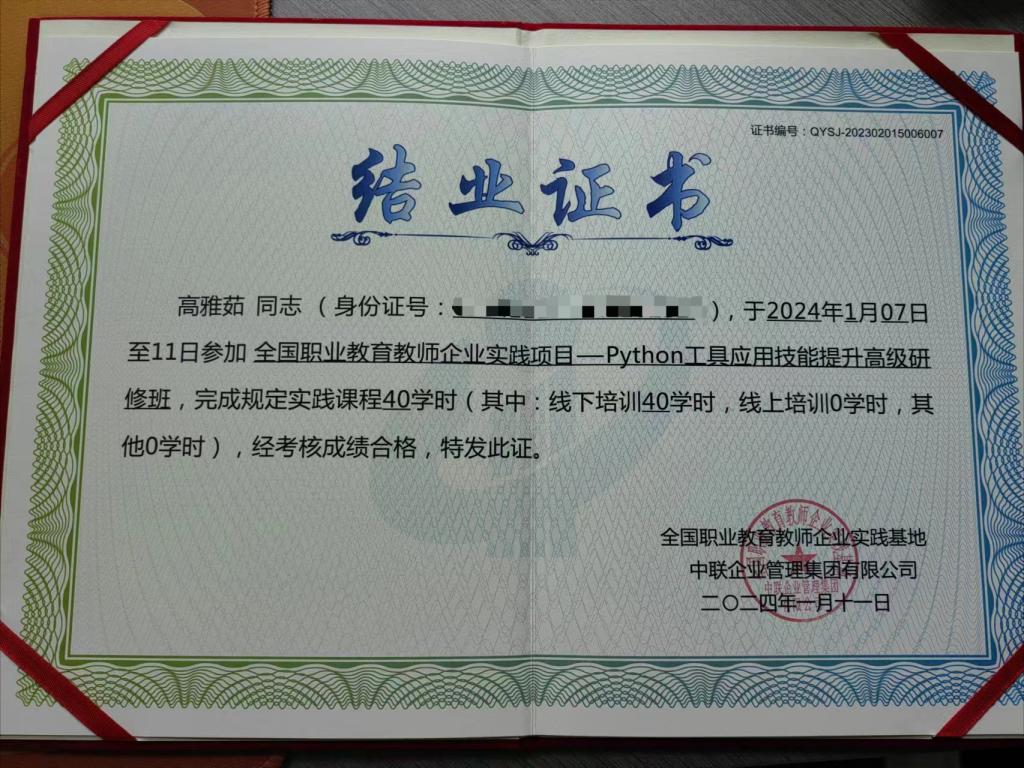 证书编号：QYSJ-202302015006007
结业证书
高雅茹 同志（身份证号：），于2024年1月07日
至11日参加 全国职业教育教师企业实践项目——Python工具应用技能提升高级研
修班，完成规定实践课程40学时（其中：线下培训40学时，线上培训0学时，其
他0学时），经考核成绩合格，特发此证。
全国职业教育教师企业实践基地
中联企业管理集团有限公司
二〇二四年一月十一日